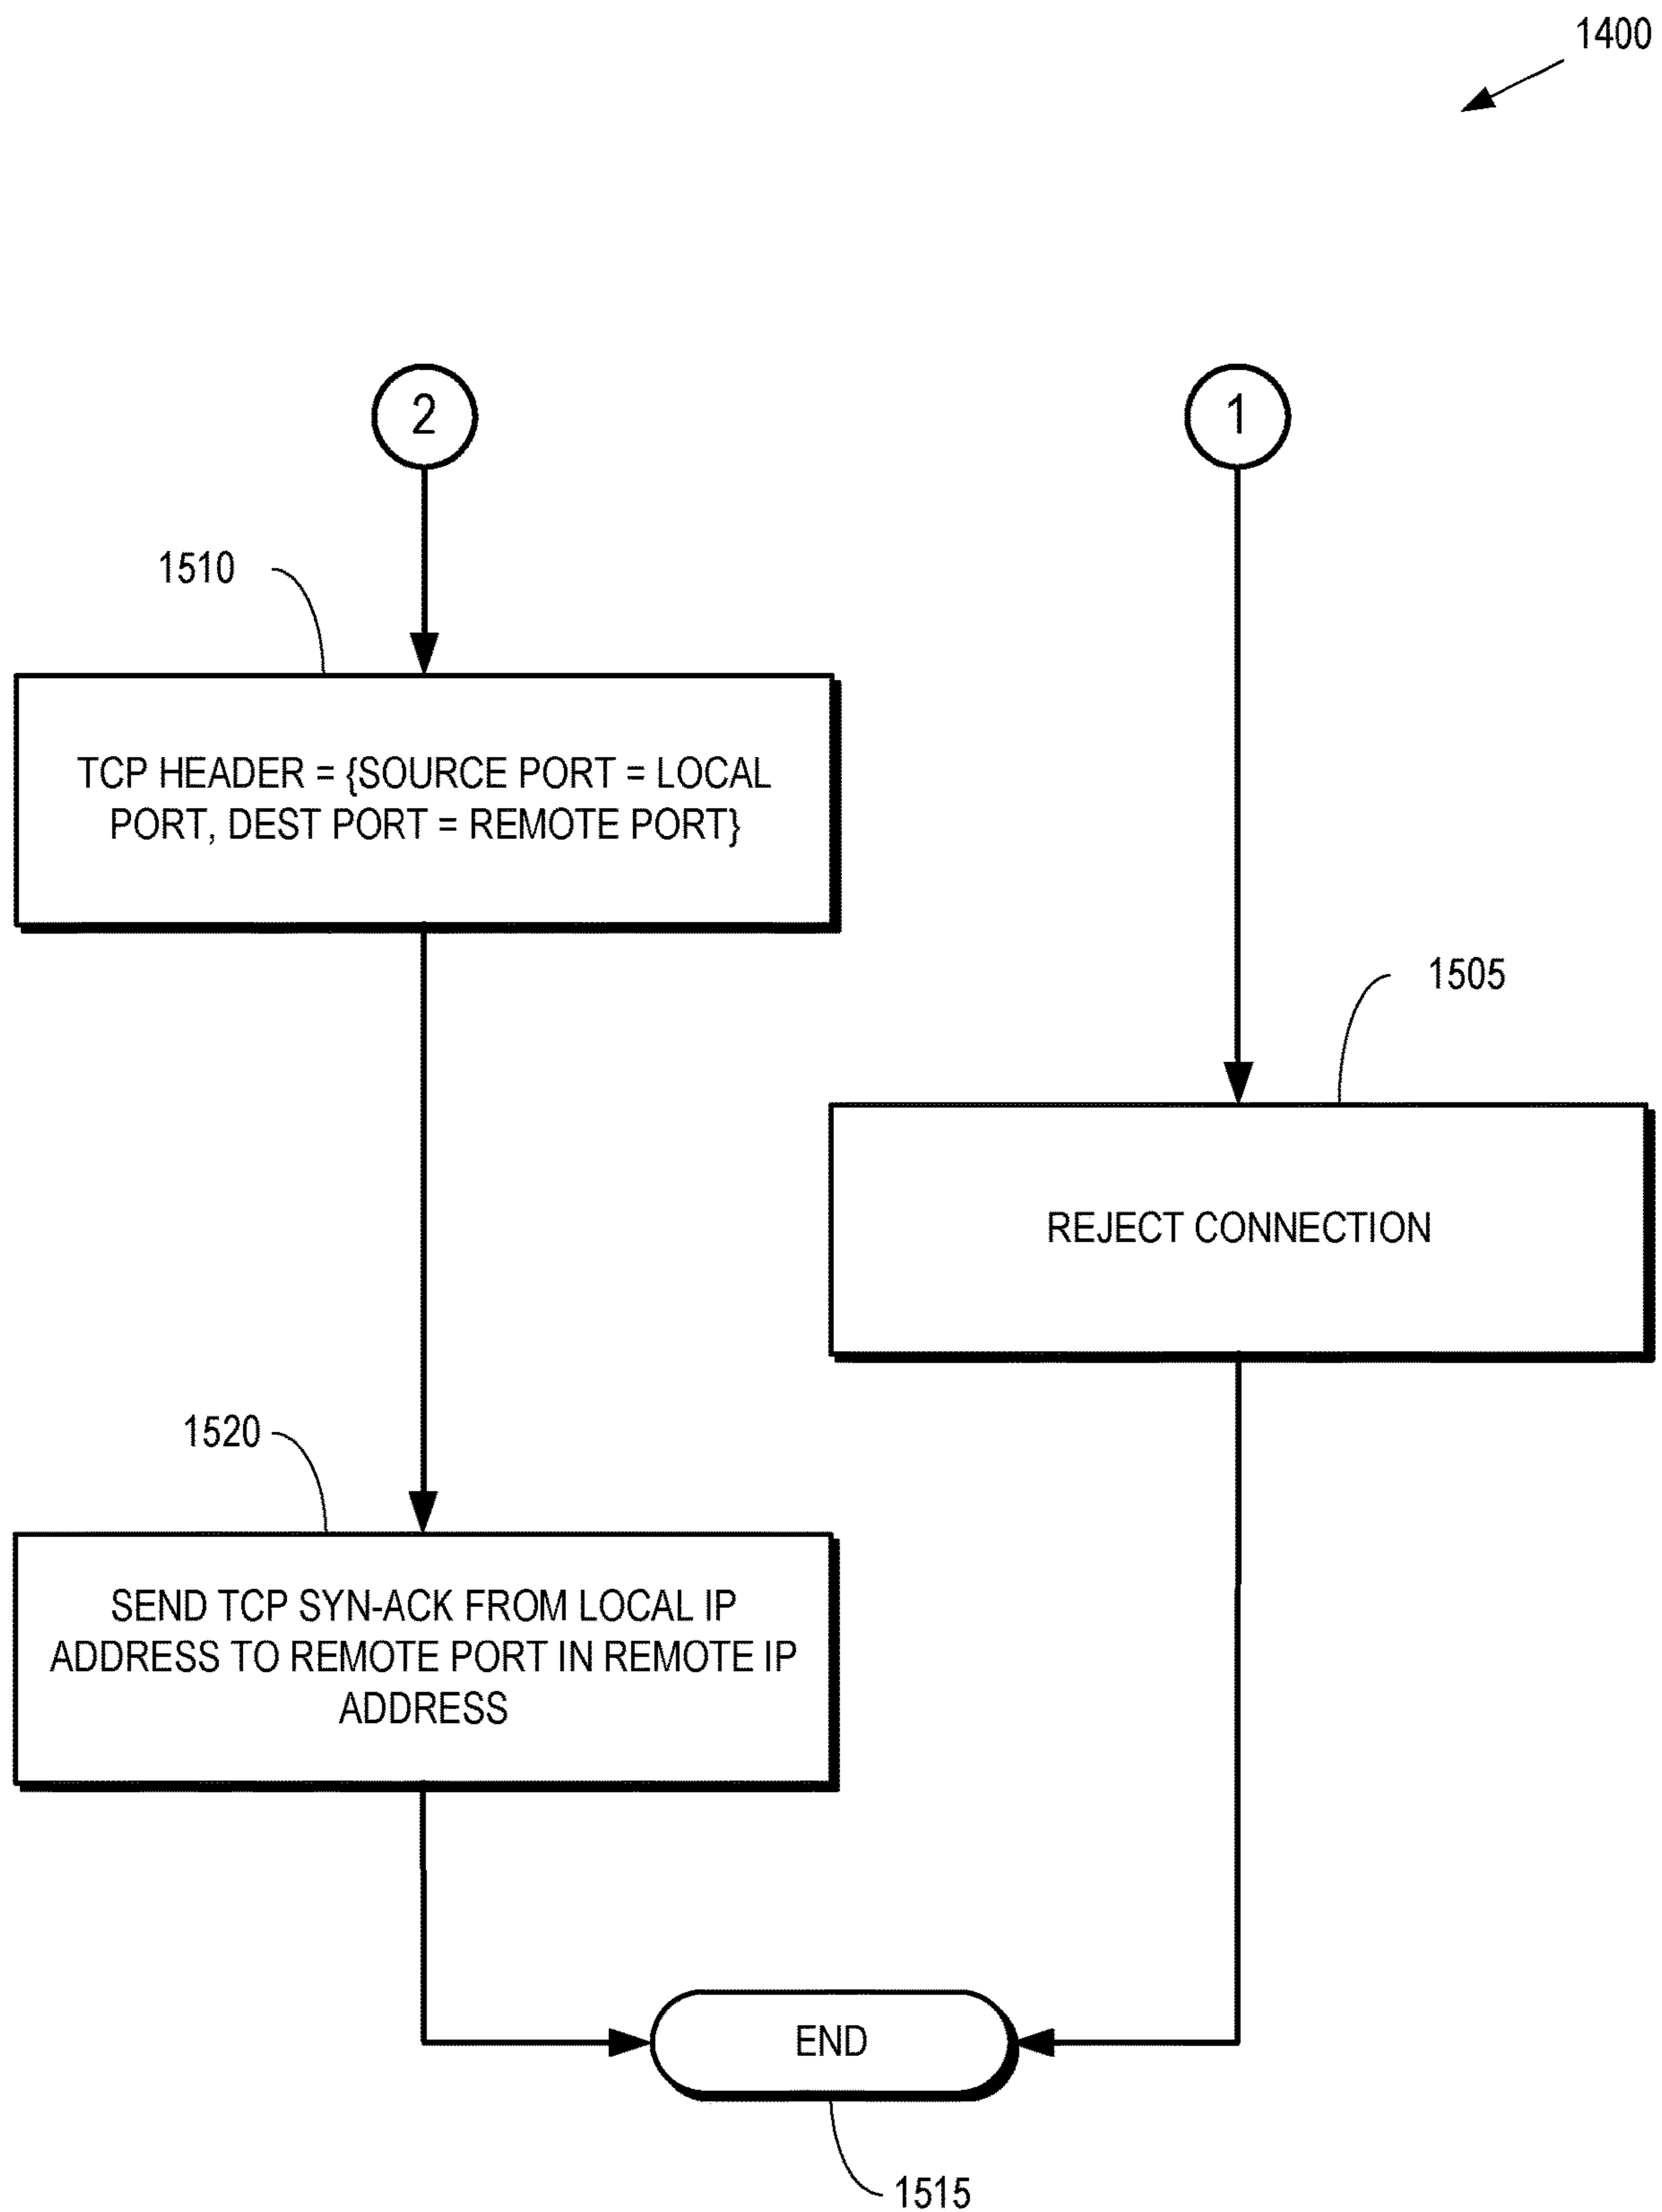 1400
2
1
1510
TCP HEADER = {SOURCE PORT = LOCAL
PORT, DEST PORT = REMOTE PORT}
1505
REJECT CONNECTION
1520
SEND TCP SYN-ACK FROM LOCAL IP
ADDRESS TO REMOTE PORT IN REMOTE IP
ADDRESS
END
1515